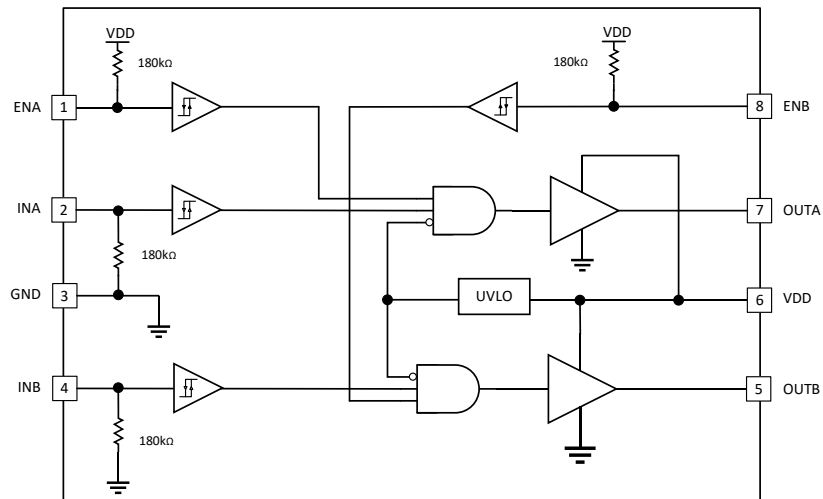 VDD
VDD
180kΩ
180kΩ
ENA 1
8 ENB
INA 2
7 OUTA
180kΩ
GND 3
UVLO
6 VDD
INB 4
5 OUTB
180kΩ